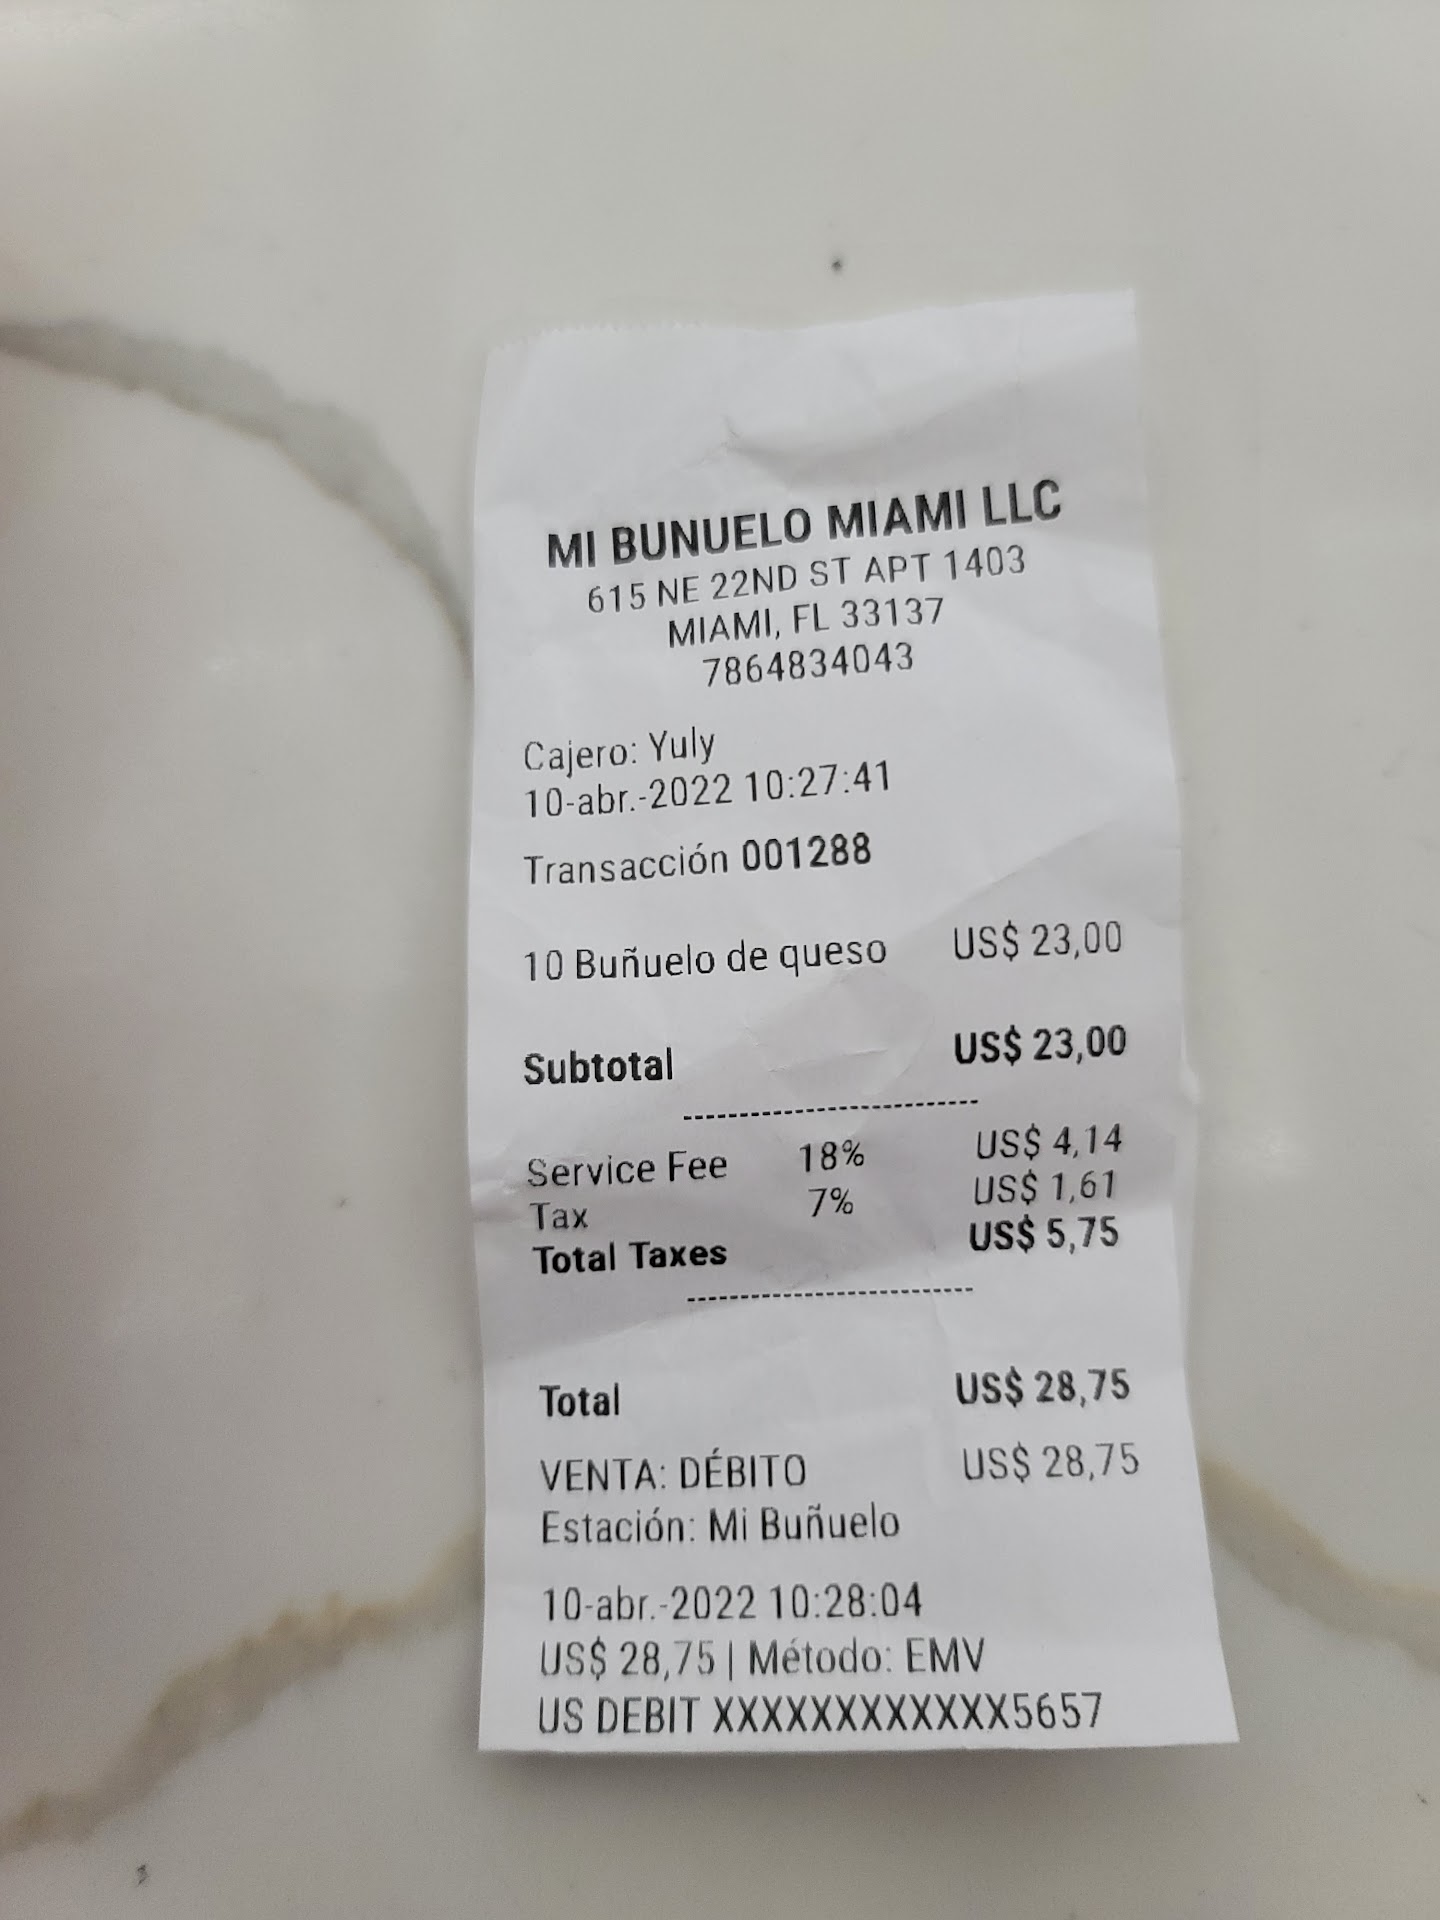 MI BUNUELO MIAMI LLC
615 NE 22ND ST APT 1403
MIAMI, FL 33137
7864834043
Cajero: Yuly
10-abr.-2022 10:27:41
Transacción 001288
10 Buñuelo de queso US$ 23,00
Subtotal US$ 23,00
Service Fee 18% US$ 4,14
Tax 7% US$ 1,61
Total Taxes US$ 5,75
Total US$ 28,75
VENTA: DÉBITO US$ 28,75
Estación: Mi Buñuelo
10-abr.-2022 10:28:04
US$ 28,75 | Método: EMV
US DEBIT XXXXXXXXXXXX5657